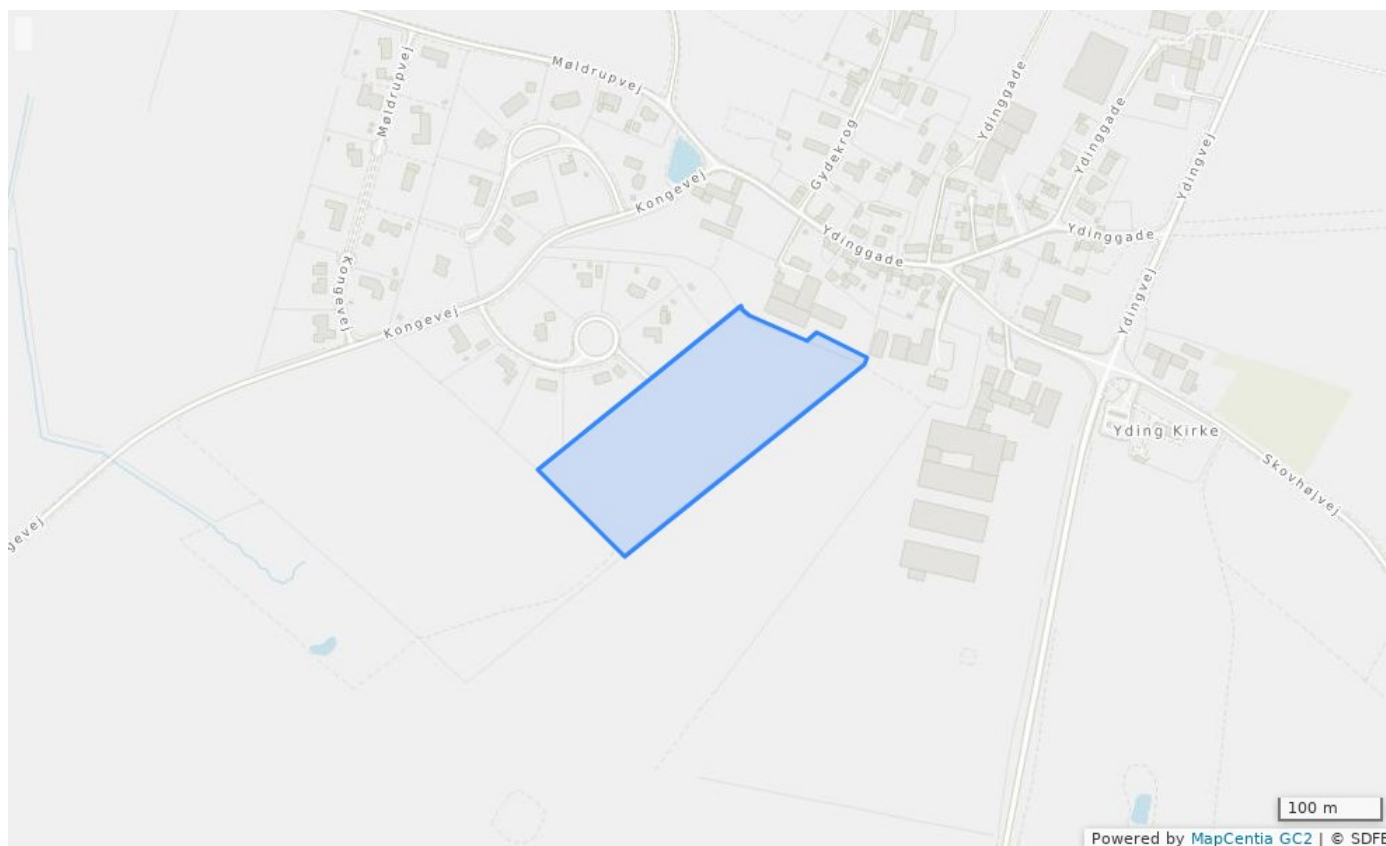 Møldrupvej
Møldrupvej
Kongevej
Kongevej
Kongevej
gevej
Gydekrog
Ydinggade
Ydinggade
Ydinggade
Ydinggade
Ydingvej
Ydingvej
Yding Kirke
Skovhøjvej
100 m
Powered by MapCentia GC2 | © SDFE